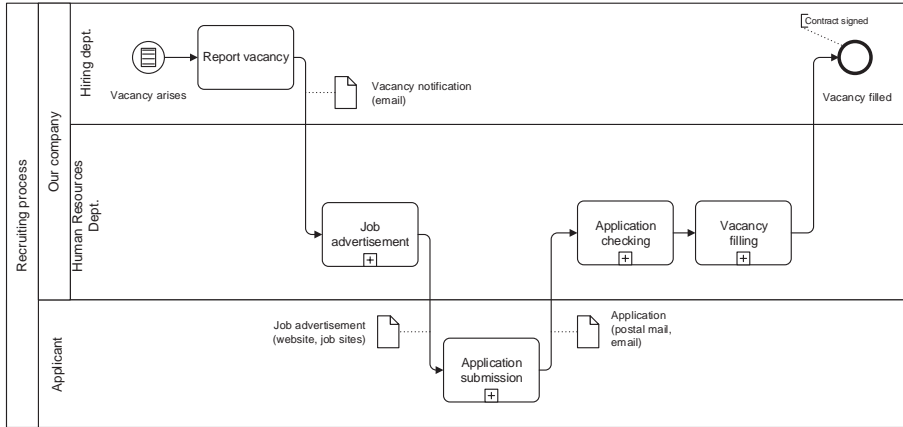 Recruiting process
Our company
Hiring dept.
Vacancy arises
Report vacancy
Vacancy notification
(email)
Contract signed
Vacancy filled
Human Resources
Dept.
Job
advertisement
Application
checking
Vacancy
filling
Applicant
Job advertisement
(website, job sites)
Application
submission
Application
(postal mail,
email)